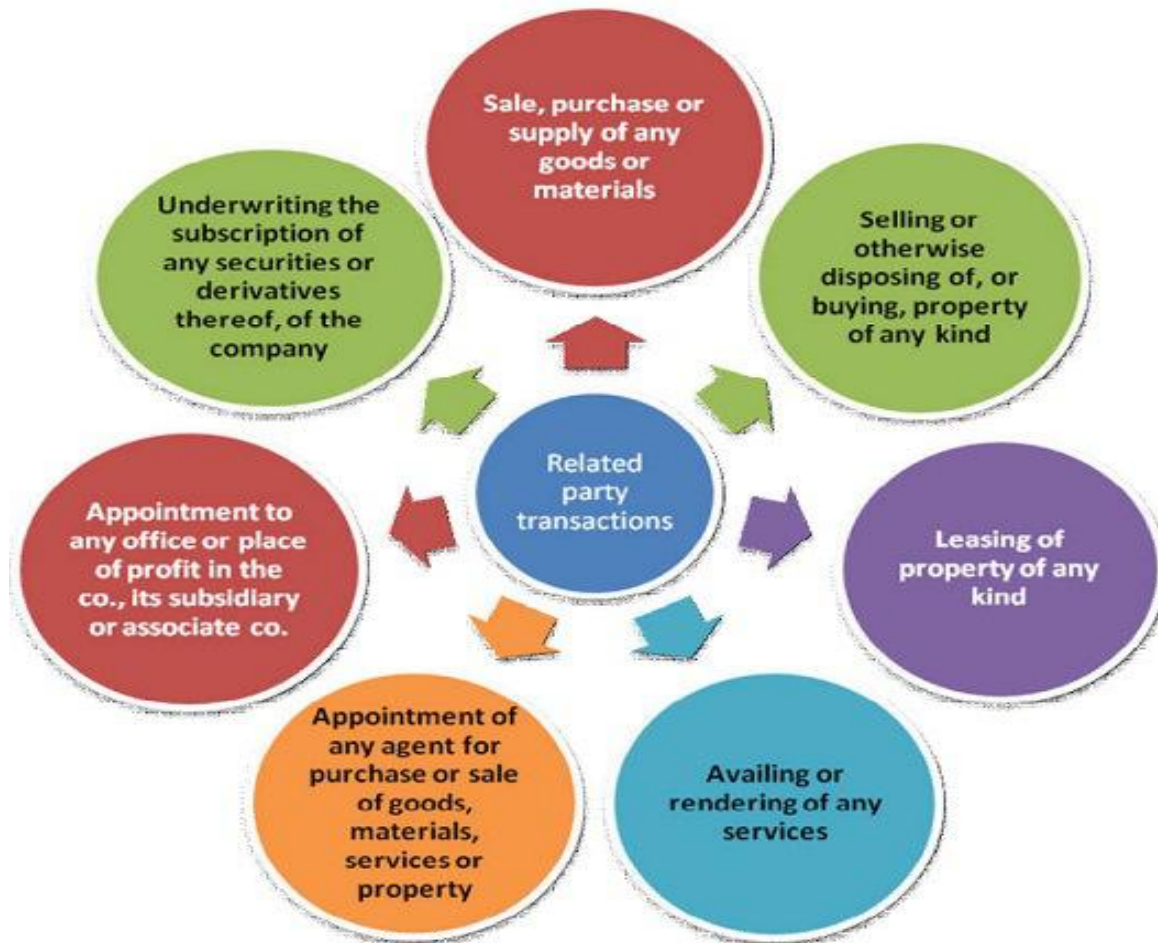 Sale, purchase or
supply of any
goods or
materials
Selling or
otherwise
disposing of, or
buying, property
of any kind
Leasing of
property of any
kind
Availing or
rendering of any
services
Appointment of
any agent for
purchase or sale
of goods,
materials,
services or
property
Appointment to
any office or place
of profit in the
co., its subsidiary
or associate co.
Underwriting the
subscription of
any securities or
derivatives
thereof, of the
company
Related
party
transactions